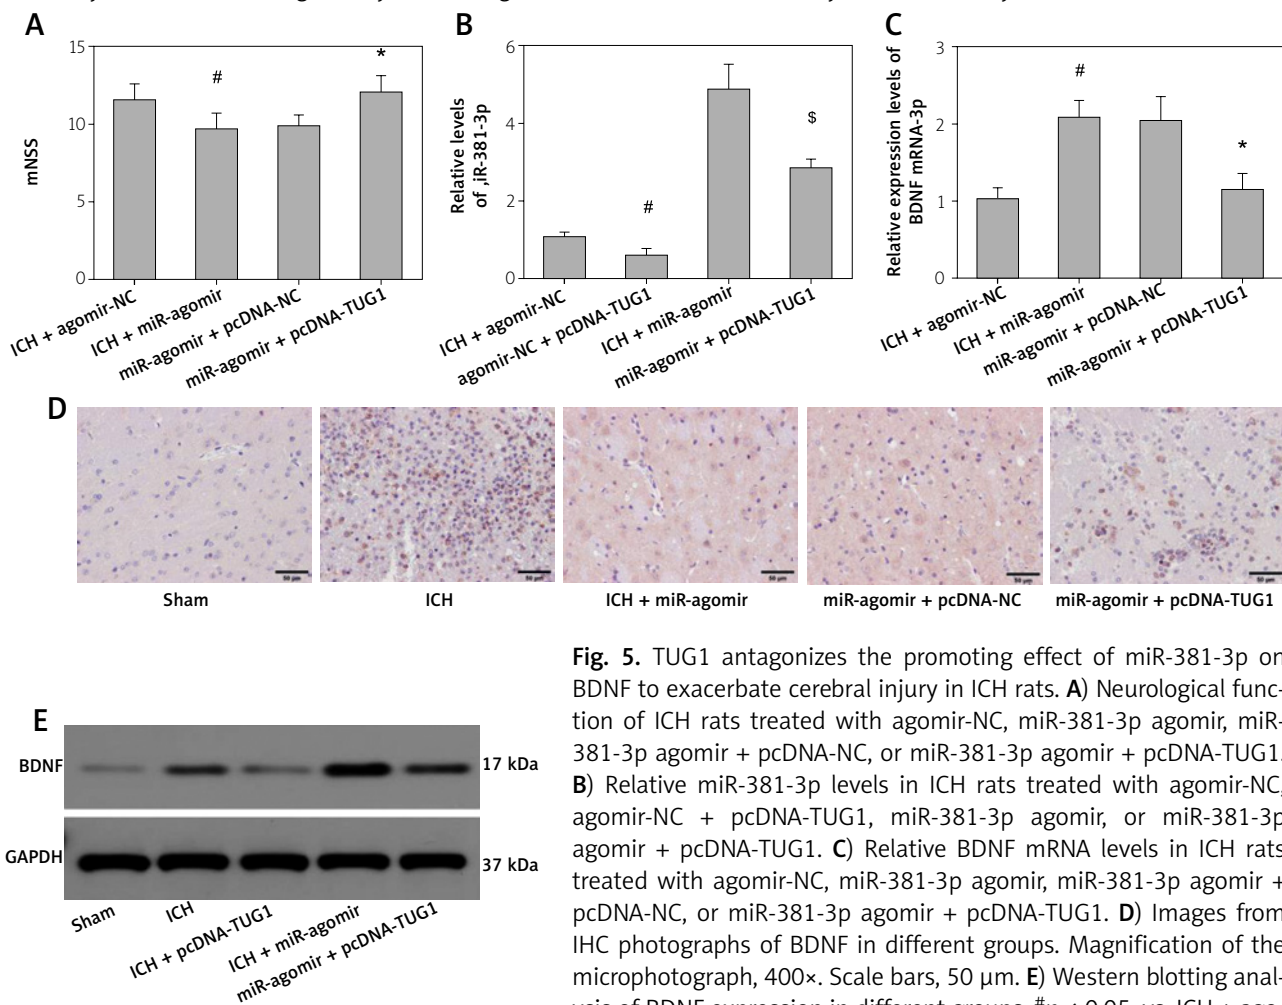 A
B
C
mNSS
15
10
5
0
#
*
ICH + agomir-NC
ICH + miR-agomir
miR-agomir + pcDNA-NC
miR-agomir + pcDNA-TUG1
Relative levels
of ,iR-381-3p
6
4
2
0
#
$
ICH + agomir-NC
agomir-NC + pcDNA-TUG1
ICH + miR-agomir
miR-agomir + pcDNA-TUG1
Relative expression levels of
BDNF mRNA-3p
3
2
1
0
#
*
ICH + agomir-NC
ICH + miR-agomir
miR-agomir + pcDNA-NC
miR-agomir + pcDNA-TUG1
D
50 µm
50 µm
50 µm
50 µm
50 µm
Sham
ICH
ICH + miR-agomir
miR-agomir + pcDNA-NC
miR-agomir + pcDNA-TUG1
E
BDNF
17 kDa
GAPDH
37 kDa
Sham
ICH
ICH + pcDNA-TUG1
ICH + miR-agomir
miR-agomir + pcDNA-TUG1
Fig. 5. TUG1 antagonizes the promoting effect of miR-381-3p on
BDNF to exacerbate cerebral injury in ICH rats. A) Neurological func-
tion of ICH rats treated with agomir-NC, miR-381-3p agomir, miR-
381-3p agomir + pcDNA-NC, or miR-381-3p agomir + pcDNA-TUG1.
B) Relative miR-381-3p levels in ICH rats treated with agomir-NC,
agomir-NC + pcDNA-TUG1, miR-381-3p agomir, or miR-381-3p
agomir + pcDNA-TUG1. C) Relative BDNF mRNA levels in ICH rats
treated with agomir-NC, miR-381-3p agomir, miR-381-3p agomir +
pcDNA-NC, or miR-381-3p agomir + pcDNA-TUG1. D) Images from
IHC photographs of BDNF in different groups. Magnification of the
microphotograph, 400×. Scale bars, 50 µm. E) Western blotting anal-